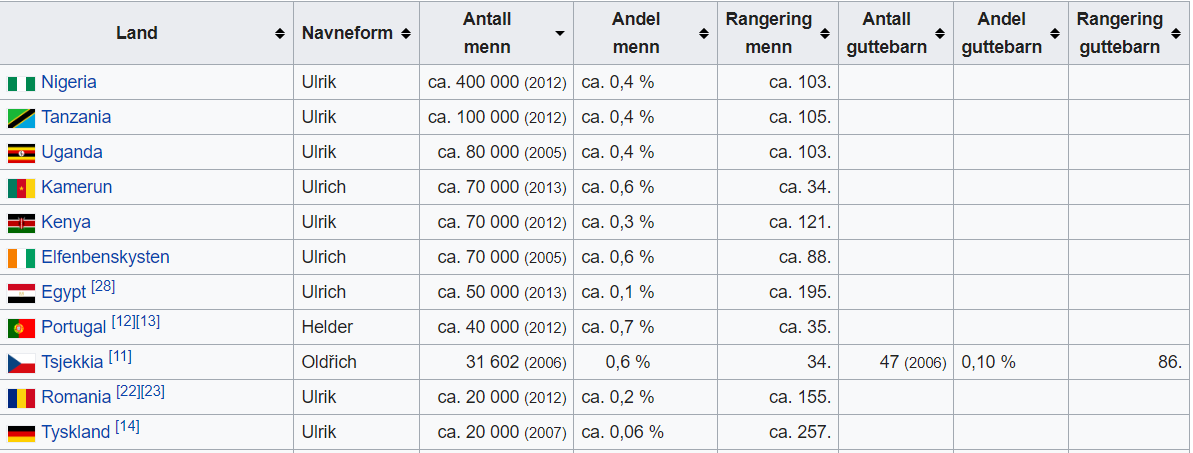 Land Navneform Antall menn Andel menn Rangering menn Antall guttebarn Andel guttebarn Rangering guttebarn
Nigeria Ulrik ca. 400 000 (2012) ca. 0,4 % ca. 103.
Tanzania Ulrik ca. 100 000 (2012) ca. 0,4 % ca. 105.
Uganda Ulrik ca. 80 000 (2005) ca. 0,4 % ca. 103.
Kamerun Ulrich ca. 70 000 (2013) ca. 0,6 % ca. 34.
Kenya Ulrik ca. 70 000 (2012) ca. 0,3 % ca. 121.
Elfenbenskysten Ulrich ca. 70 000 (2005) ca. 0,6 % ca. 88.
Egypt [28] Ulrich ca. 50 000 (2013) ca. 0,1 % ca. 195.
Portugal [12][13] Helder ca. 40 000 (2012) ca. 0,7 % ca. 35.
Tsjekkia [11] Oldřich 31 602 (2006) 0,6 % 34. 47 (2006) 0,10 % 86.
Romania [22][23] Ulrik ca. 20 000 (2012) ca. 0,2 % ca. 155.
Tyskland [14] Ulrik ca. 20 000 (2007) ca. 0,06 % ca. 257.